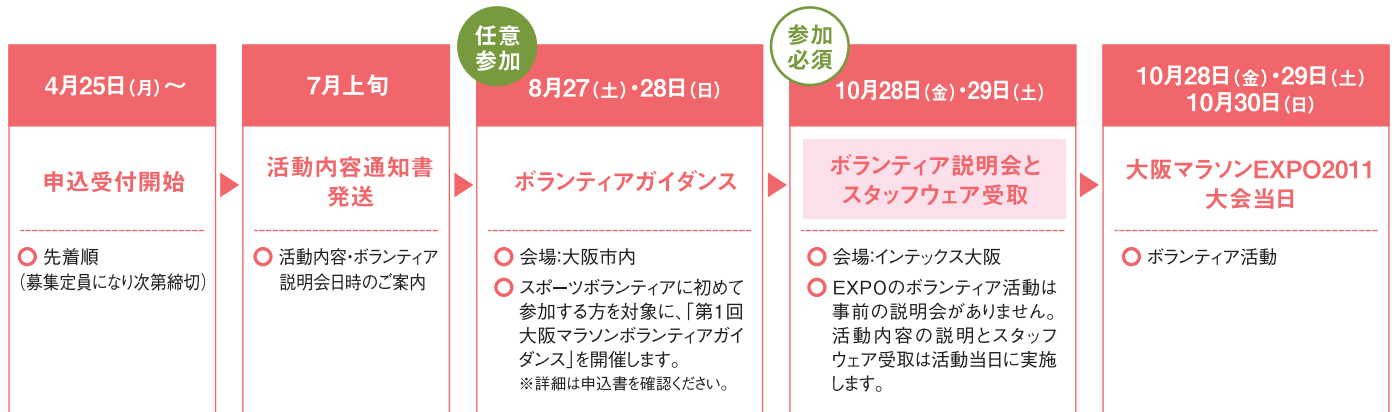 4月25日(月)～
申込受付開始
先着順
(募集定員になり次第締切)
7月上旬
活動内容通知書
発送
活動内容・ボランティア
説明会日時のご案内
任意
参加
8月27(土)・28日(日)
ボランティアガイダンス
会場:大阪市内
スポーツボランティアに初めて
参加する方を対象に、「第1回
大阪マラソンボランティアガイ
ダンス」を開催します。
※詳細は申込書を確認ください。
参加
必須
10月28日(金)・29日(土)
ボランティア説明会と
スタッフウェア受取
会場:インテックス大阪
EXPOのボランティア活動は
事前の説明会がありません。
活動内容の説明とスタッフ
ウェア受取は活動当日に実施
します。
10月28日(金)・29日(土)
10月30日(日)
大阪マラソンEXPO2011
大会当日
ボランティア活動